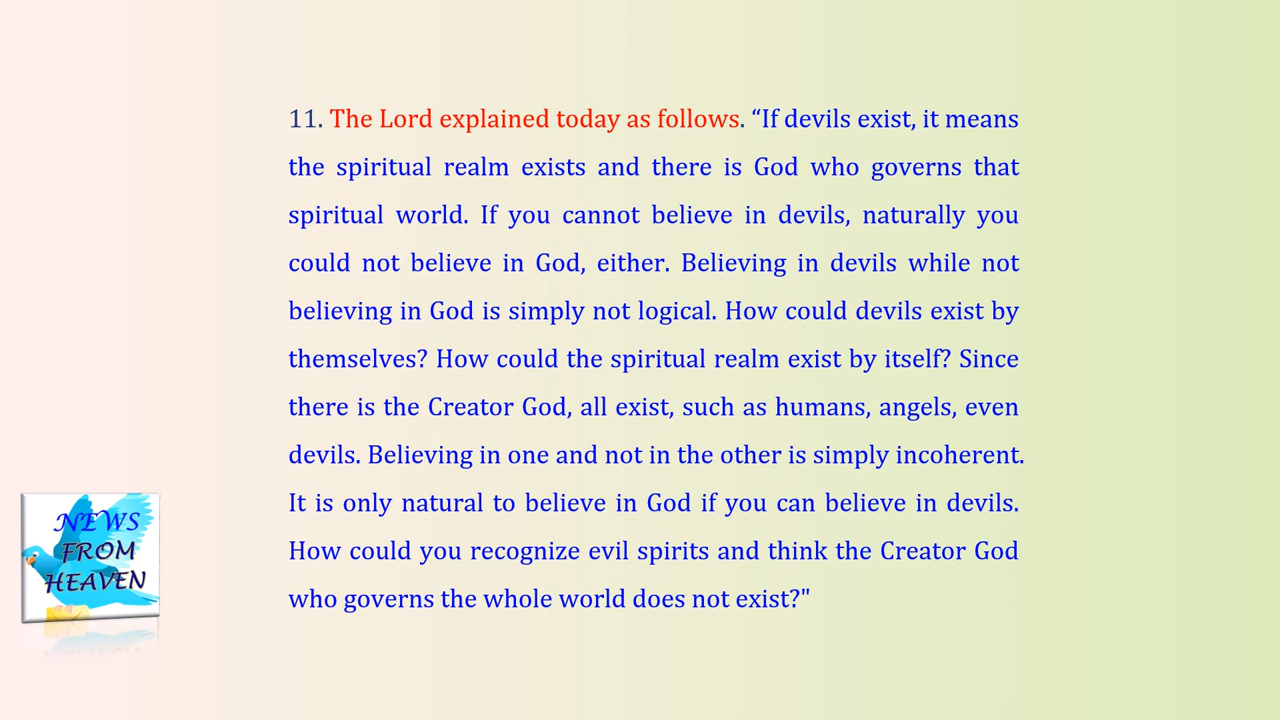 11. The Lord explained today as follows. “If devils exist, it means
the spiritual realm exists and there is God who governs that
spiritual world. If you cannot believe in devils, naturally you
could not believe in God, either. Believing in devils while not
believing in God is simply not logical. How could devils exist by
themselves? How could the spiritual realm exist by itself? Since
there is the Creator God, all exist, such as humans, angels, even
devils. Believing in one and not in the other is simply incoherent.
It is only natural to believe in God if you can believe in devils.
How could you recognize evil spirits and think the Creator God
who governs the whole world does not exist?"
NEWS
FROM
HEAVEN